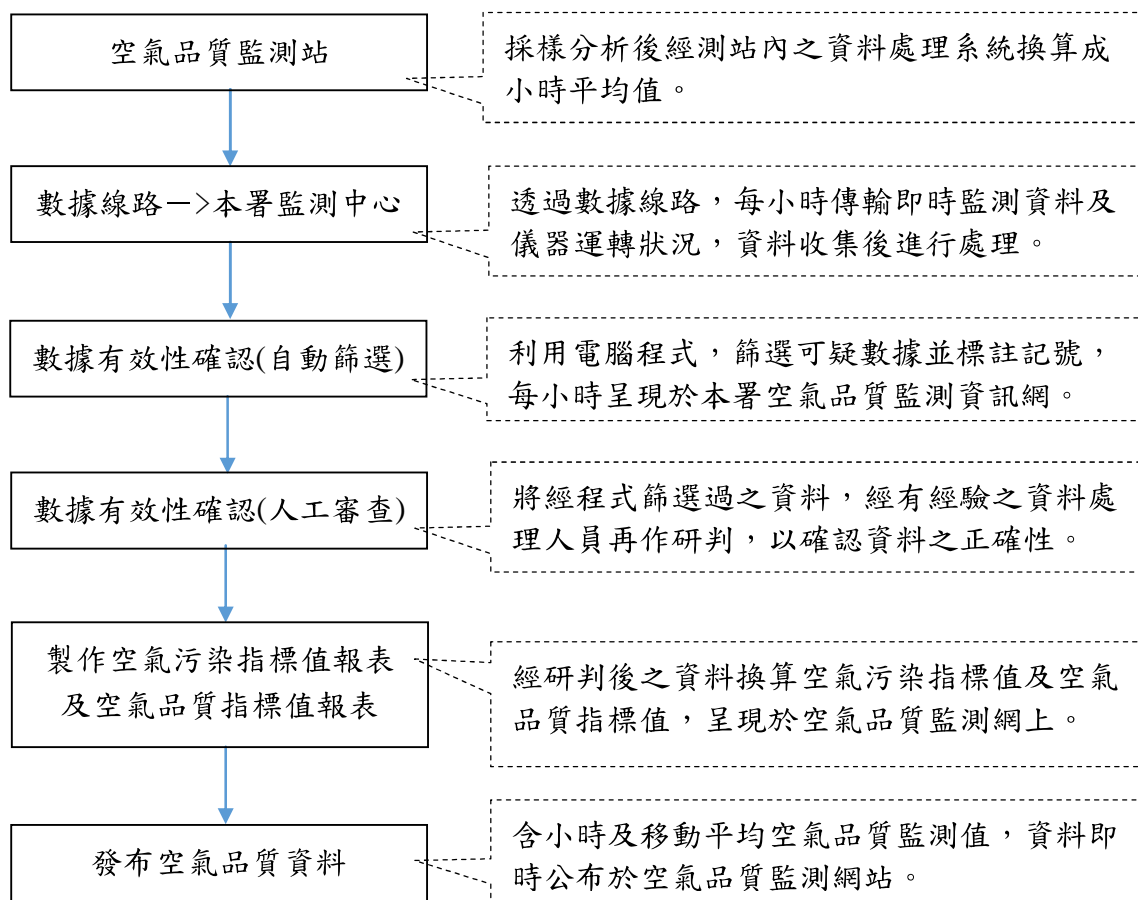 空氣品質監測站
採樣分析後經測站內之資料處理系統換算成
小時平均值。
數據線路－>本署監測中心
透過數據線路，每小時傳輸即時監測資料及
儀器運轉狀況，資料收集後進行處理。
數據有效性確認(自動篩選)
利用電腦程式，篩選可疑數據並標註記號，
每小時呈現於本署空氣品質監測資訊網。
數據有效性確認(人工審查)
將經程式篩選過之資料，經有經驗之資料處
理人員再作研判，以確認資料之正確性。
製作空氣污染指標值報表
及空氣品質指標值報表
經研判後之資料換算空氣污染指標值及空氣
品質指標值，呈現於空氣品質監測網上。
發布空氣品質資料
含小時及移動平均空氣品質監測值，資料即
時公布於空氣品質監測網站。